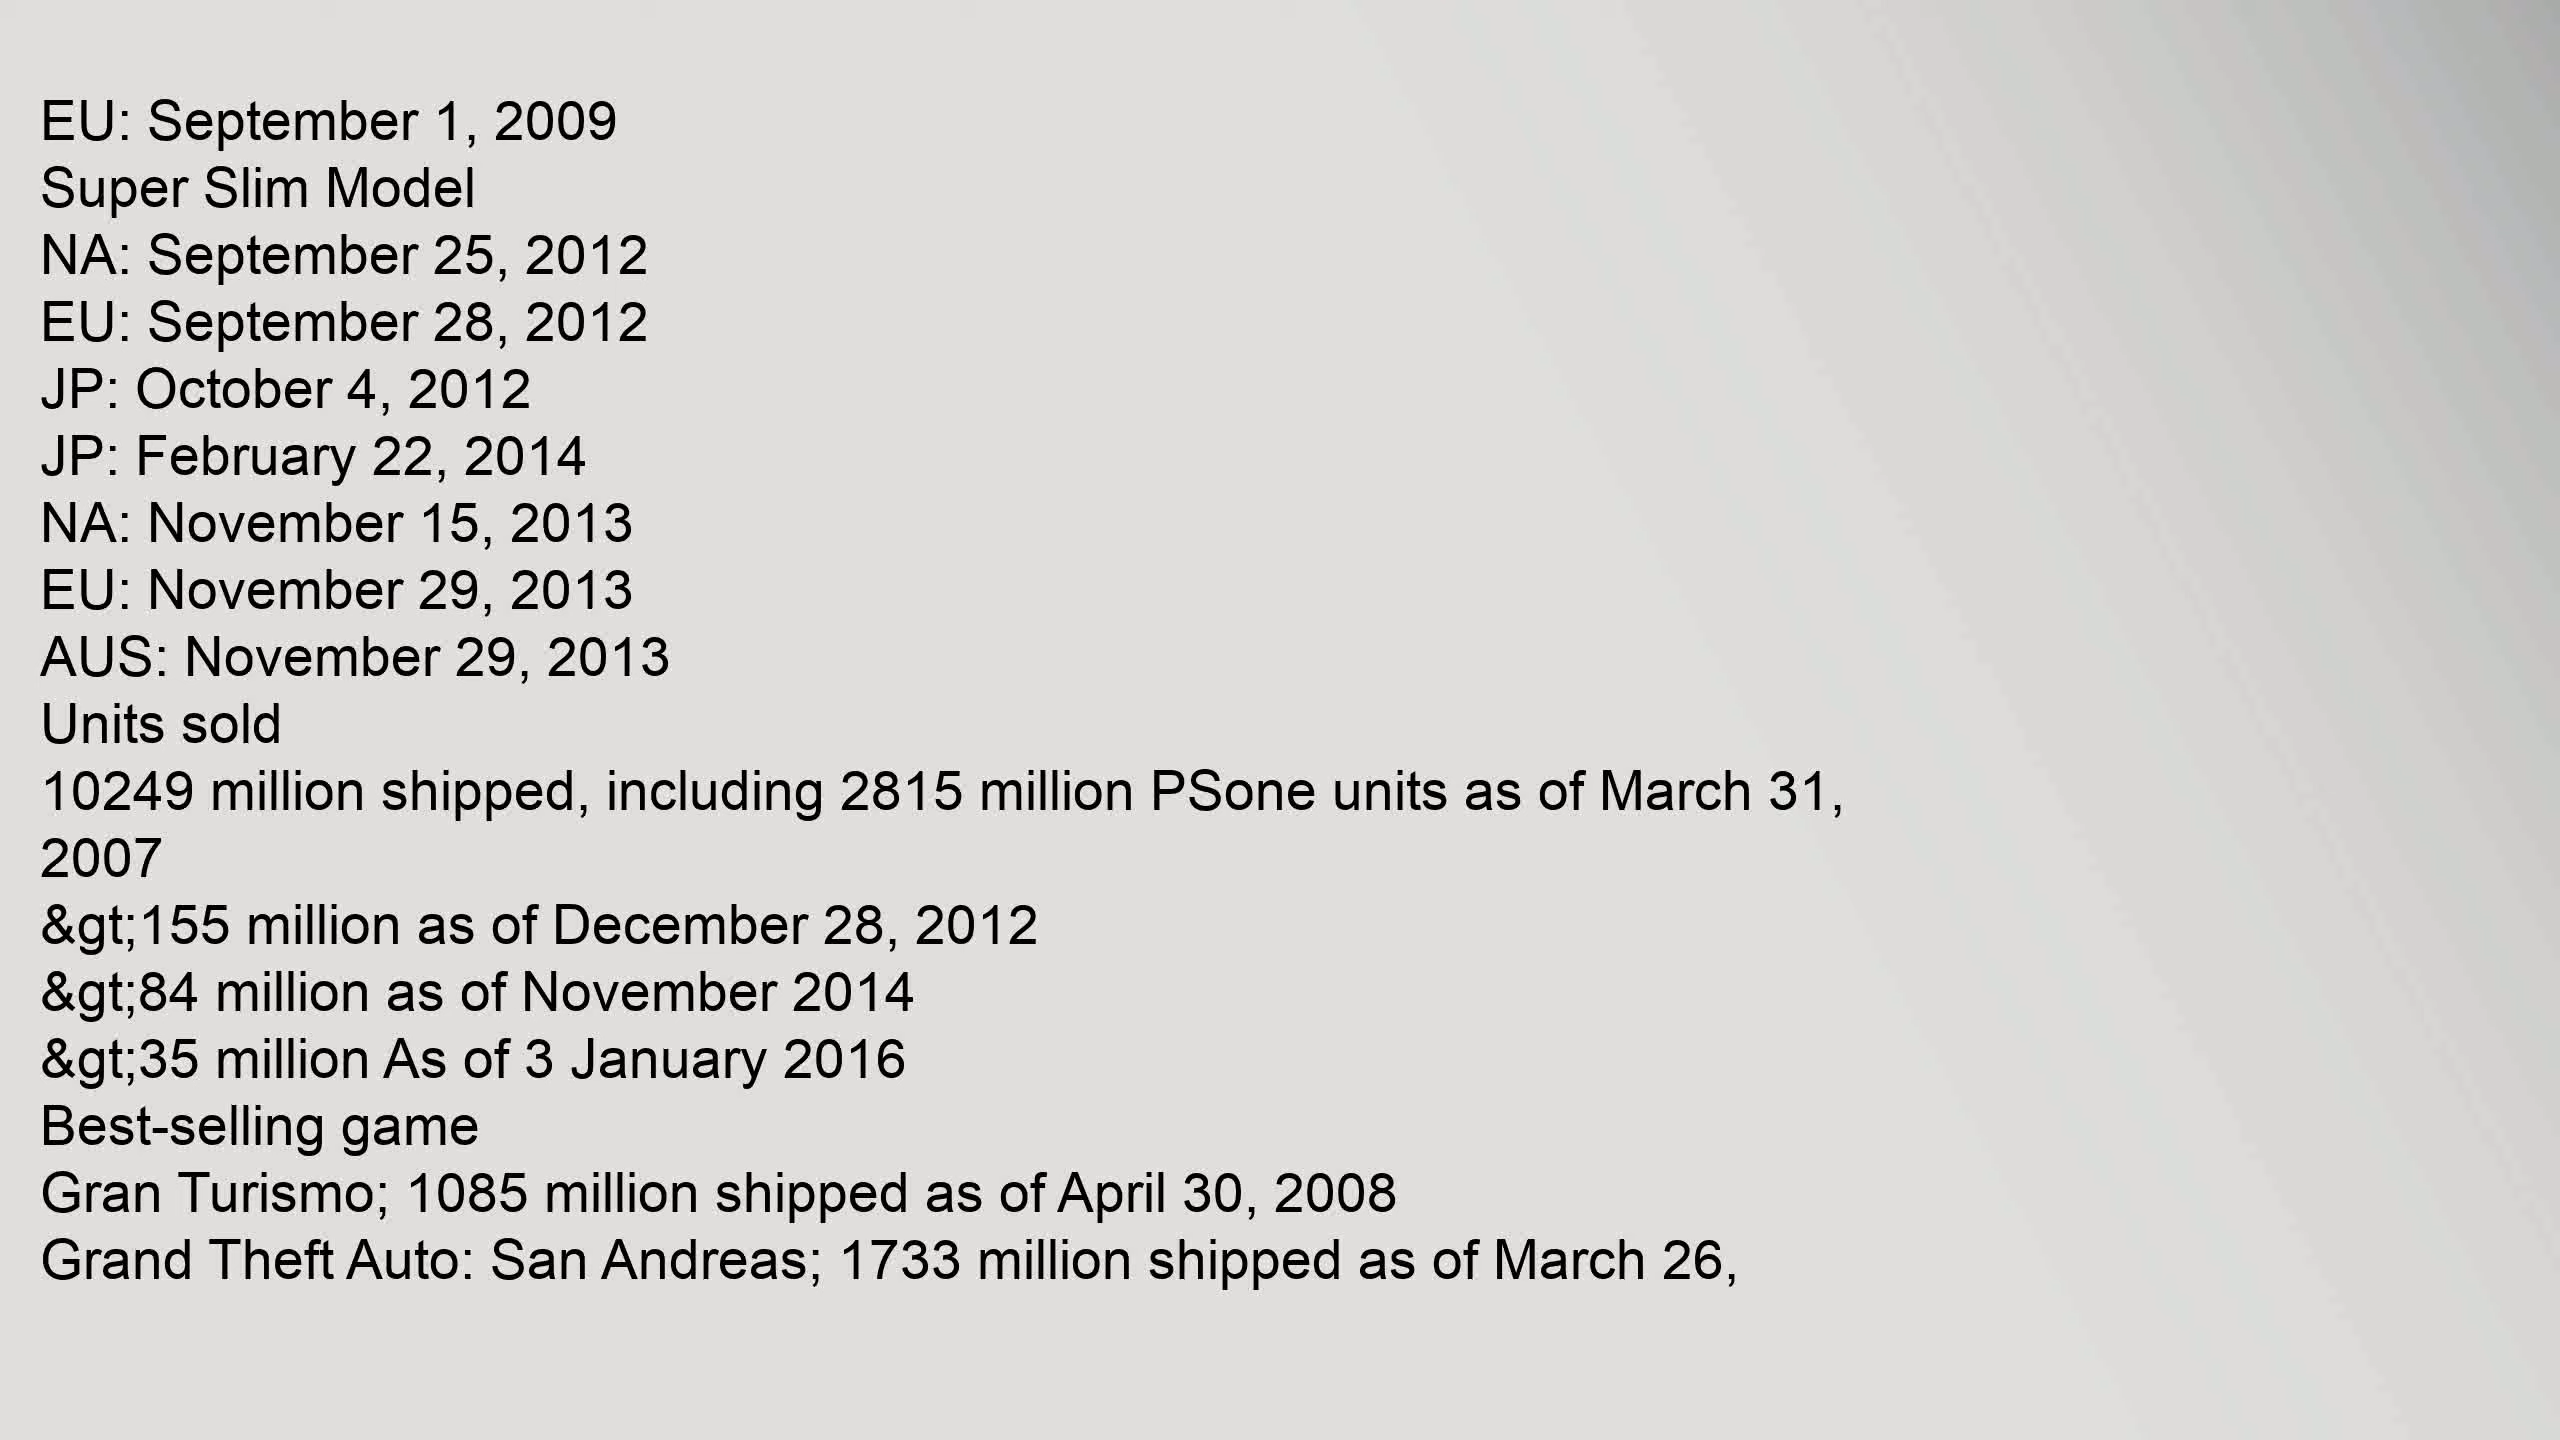 EU: September 1, 2009
Super Slim Model
NA: September 25, 2012
EU: September 28, 2012
JP: October 4, 2012
JP: February 22, 2014
NA: November 15, 2013
EU: November 29, 2013
AUS: November 29, 2013
Units sold
10249 million shipped, including 2815 million PSone units as of March 31,
2007
&gt;155 million as of December 28, 2012
&gt;84 million as of November 2014
&gt;35 million As of 3 January 2016
Best-selling game
Gran Turismo; 1085 million shipped as of April 30, 2008
Grand Theft Auto: San Andreas; 1733 million shipped as of March 26,